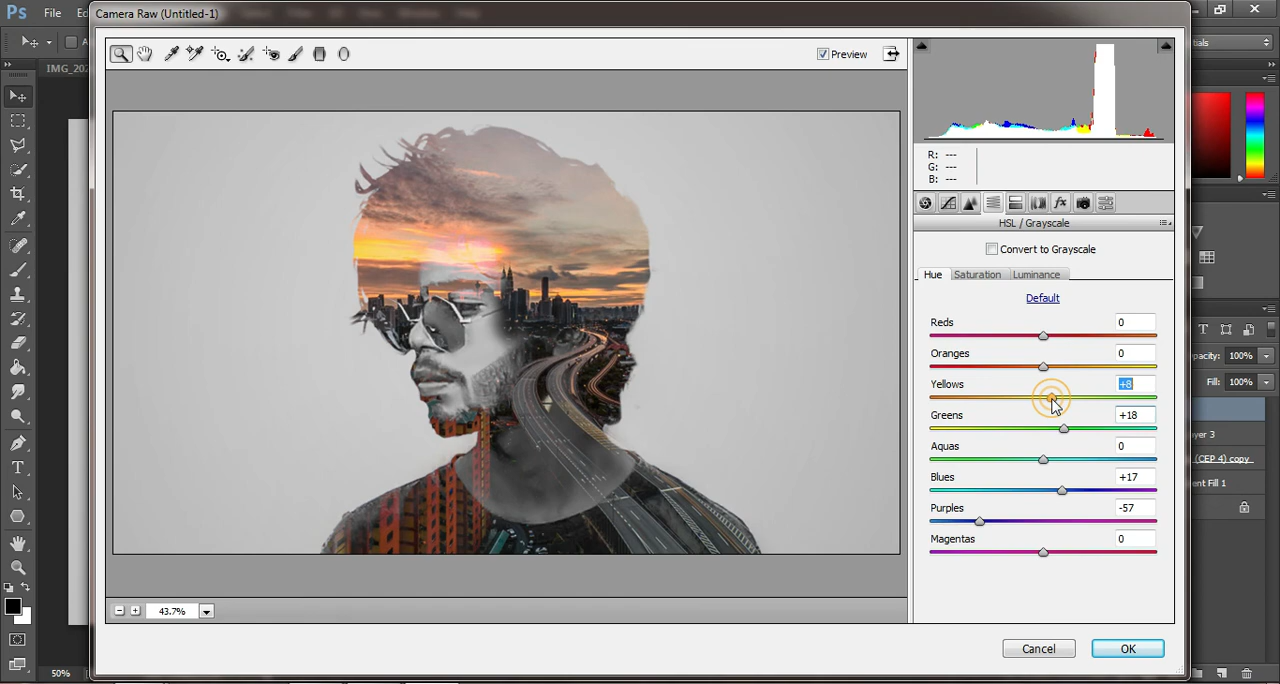 Ps File
Camera Raw (Untitled-1)
tials
IMG_202
Preview
R: ---
G: ---
B: ---
HSL / Grayscale
Convert to Grayscale
Hue Saturation Luminance
Default
Reds 0
Oranges 0
Yellows +8
Greens +18
Aquas 0
Blues +17
Purples -57
Magentas 0
pacity: 100%
Fill: 100%
yer 3
(CEP 4) copy
ent Fill 1
43.7%
Cancel OK
50%